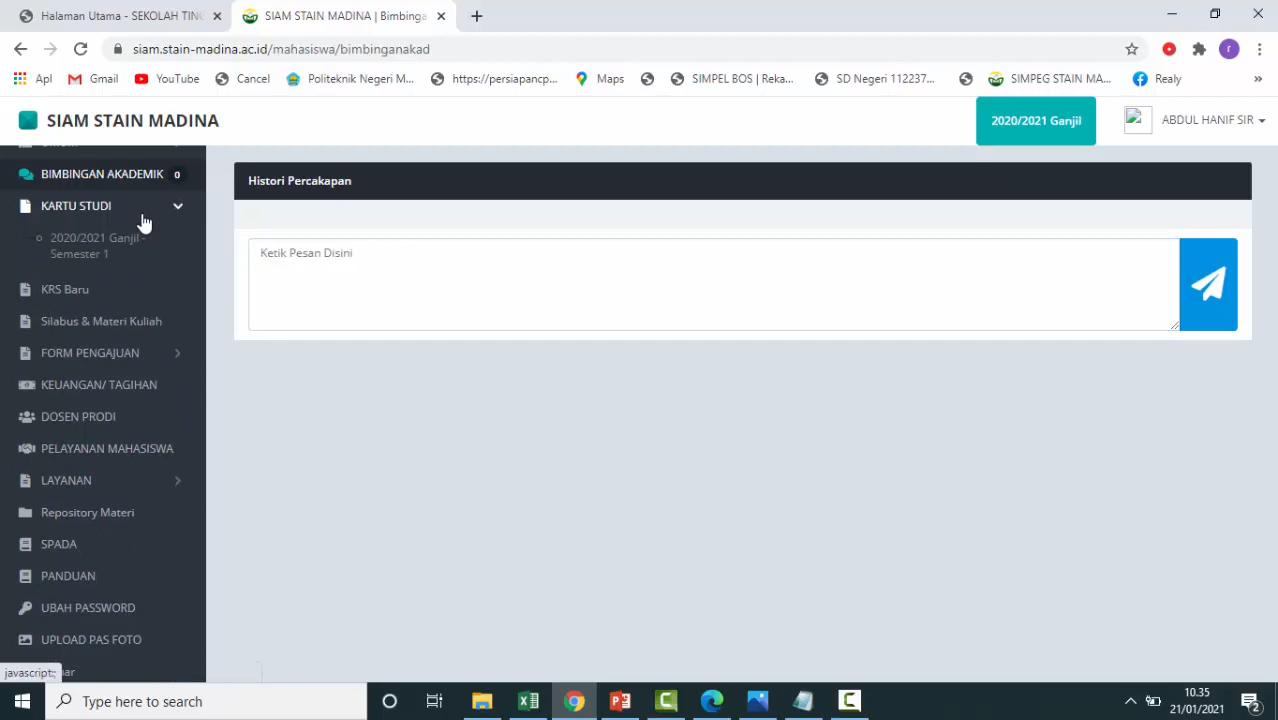 Halaman Utama - SEKOLAH TING
SIAM STAIN MADINA | Bimbinga
siam.stain-madina.ac.id/mahasiswa/bimbinganakad
r
Apl
Gmail
YouTube
Cancel
Politeknik Negeri M...
https://persiapancp...
Maps
SIMPEL BOS | Reka...
SD Negeri 112237...
SIMPEG STAIN MA...
Realy
»
SIAM STAIN MADINA
2020/2021 Ganjil
ABDUL HANIF SIR
BIMBINGAN AKADEMIK 0
Histori Percakapan
KARTU STUDI
2020/2021 Ganjil -
Semester 1
Ketik Pesan Disini
KRS Baru
Silabus & Materi Kuliah
FORM PENGAJUAN
KEUANGAN/ TAGIHAN
DOSEN PRODI
PELAYANAN MAHASISWA
LAYANAN
Repository Materi
SPADA
PANDUAN
UBAH PASSWORD
UPLOAD PAS FOTO
javascript:;
Type here to search
10.35
21/01/2021
2